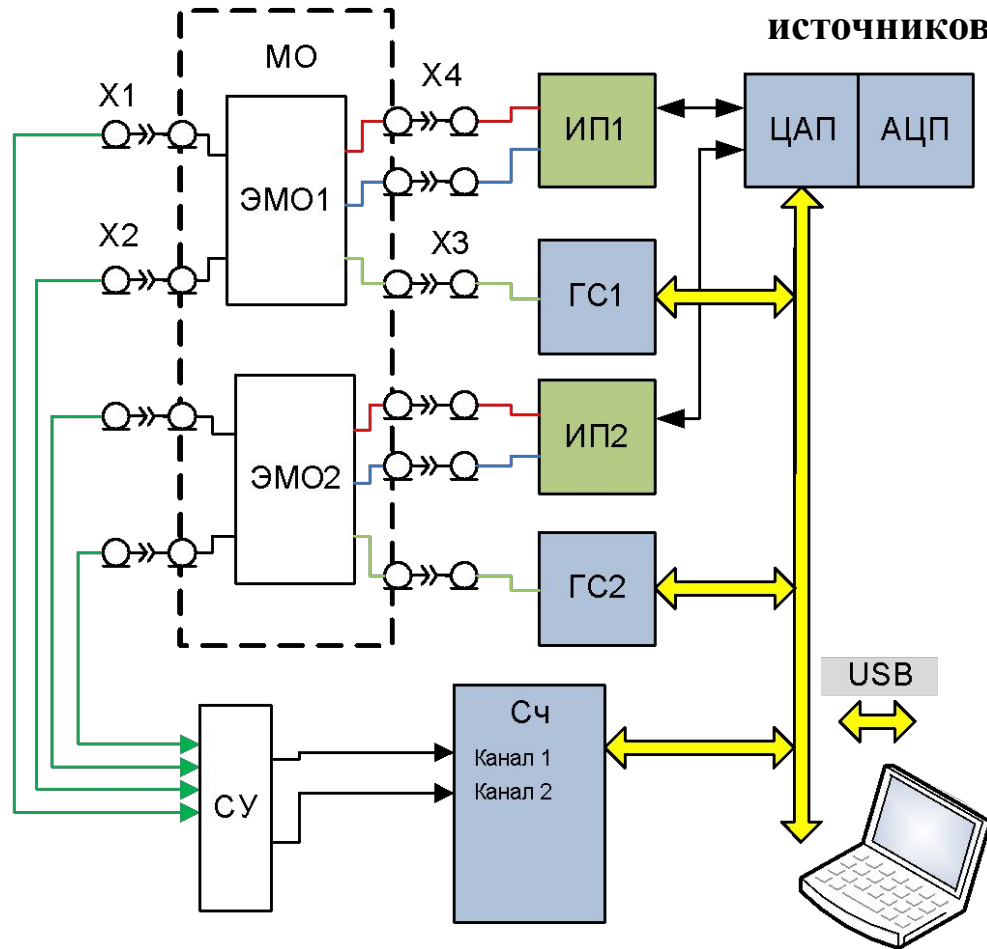 источников
МО
Х1
Х4
ИП1
ЦАП
АЦП
ЭМО1
Х2
Х3
ГС1
ИП2
ЭМО2
ГС2
USB
Сч
Канал 1
СУ
Канал 2